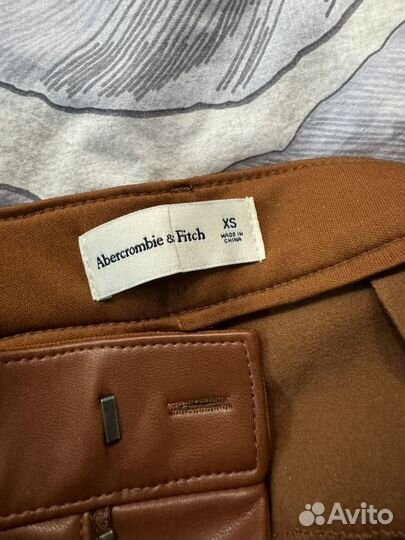 Abercrombie & Fitch
XS
MADE IN
CHINA
Avito